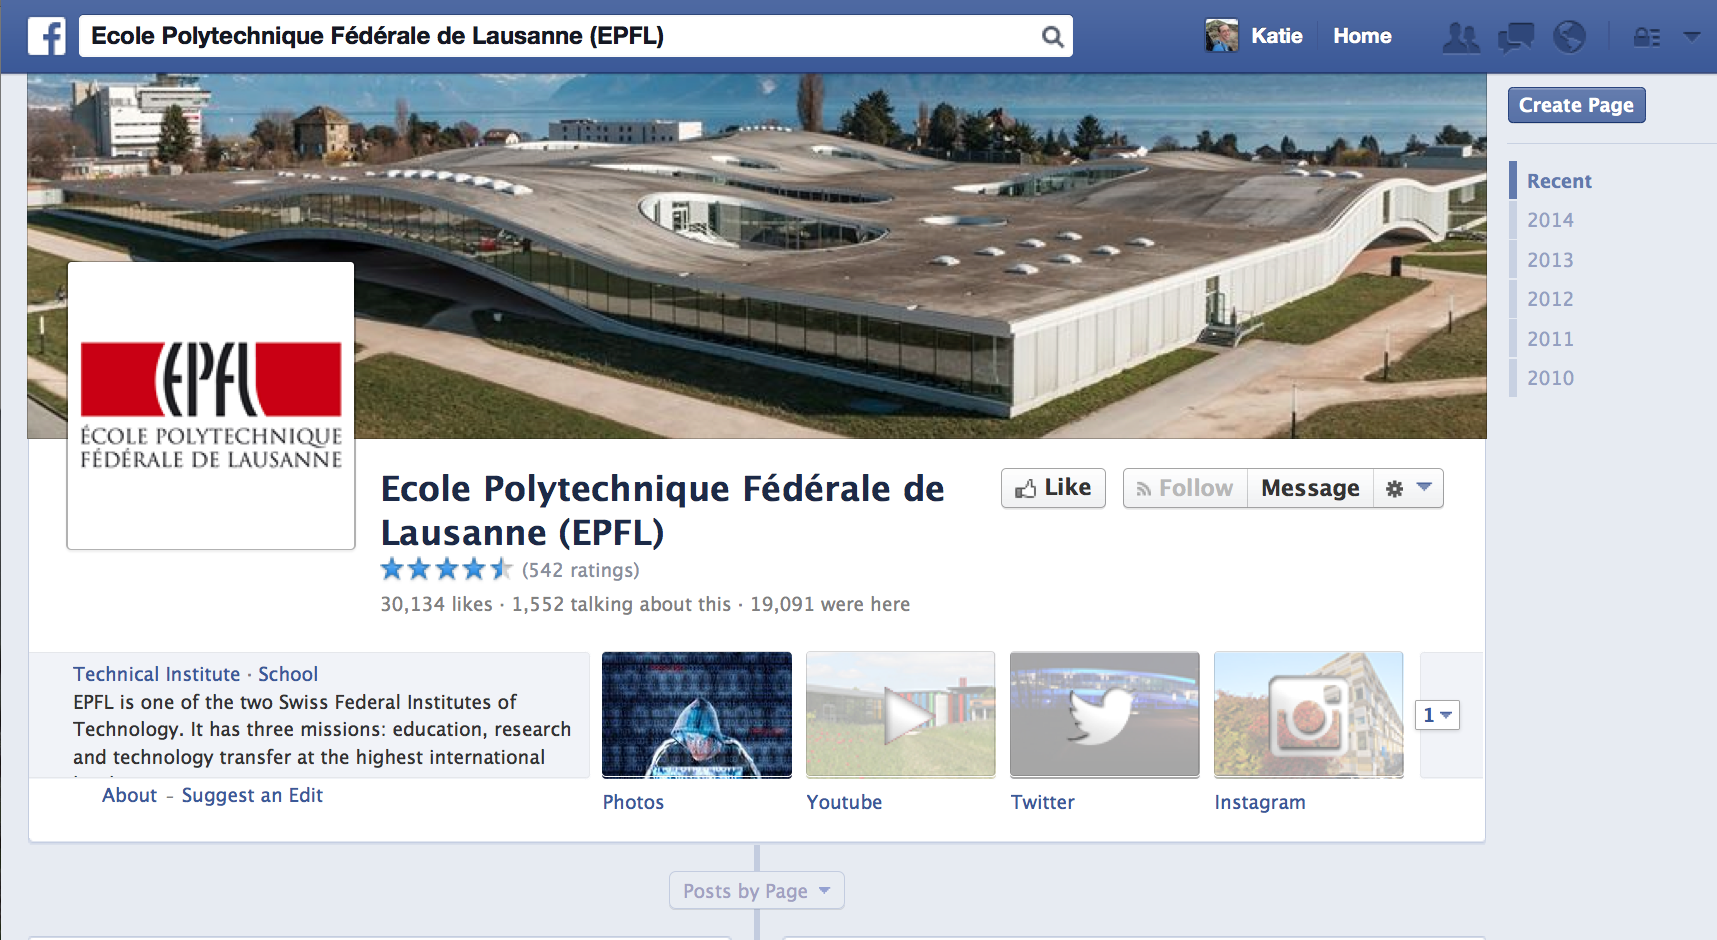 Ecole Polytechnique Fédérale de Lausanne (EPFL)
Katie
Home
Create Page
Recent
2014
2013
2012
2011
2010
EPFL
ÉCOLE POLYTECHNIQUE
FÉDÉRALE DE LAUSANNE
Ecole Polytechnique Fédérale de
Lausanne (EPFL)
(542 ratings)
30,134 likes · 1,552 talking about this · 19,091 were here
Like
Follow
Message
Technical Institute · School
EPFL is one of the two Swiss Federal Institutes of
Technology. It has three missions: education, research
and technology transfer at the highest international
About - Suggest an Edit
Photos
Youtube
Twitter
Instagram
1
Posts by Page